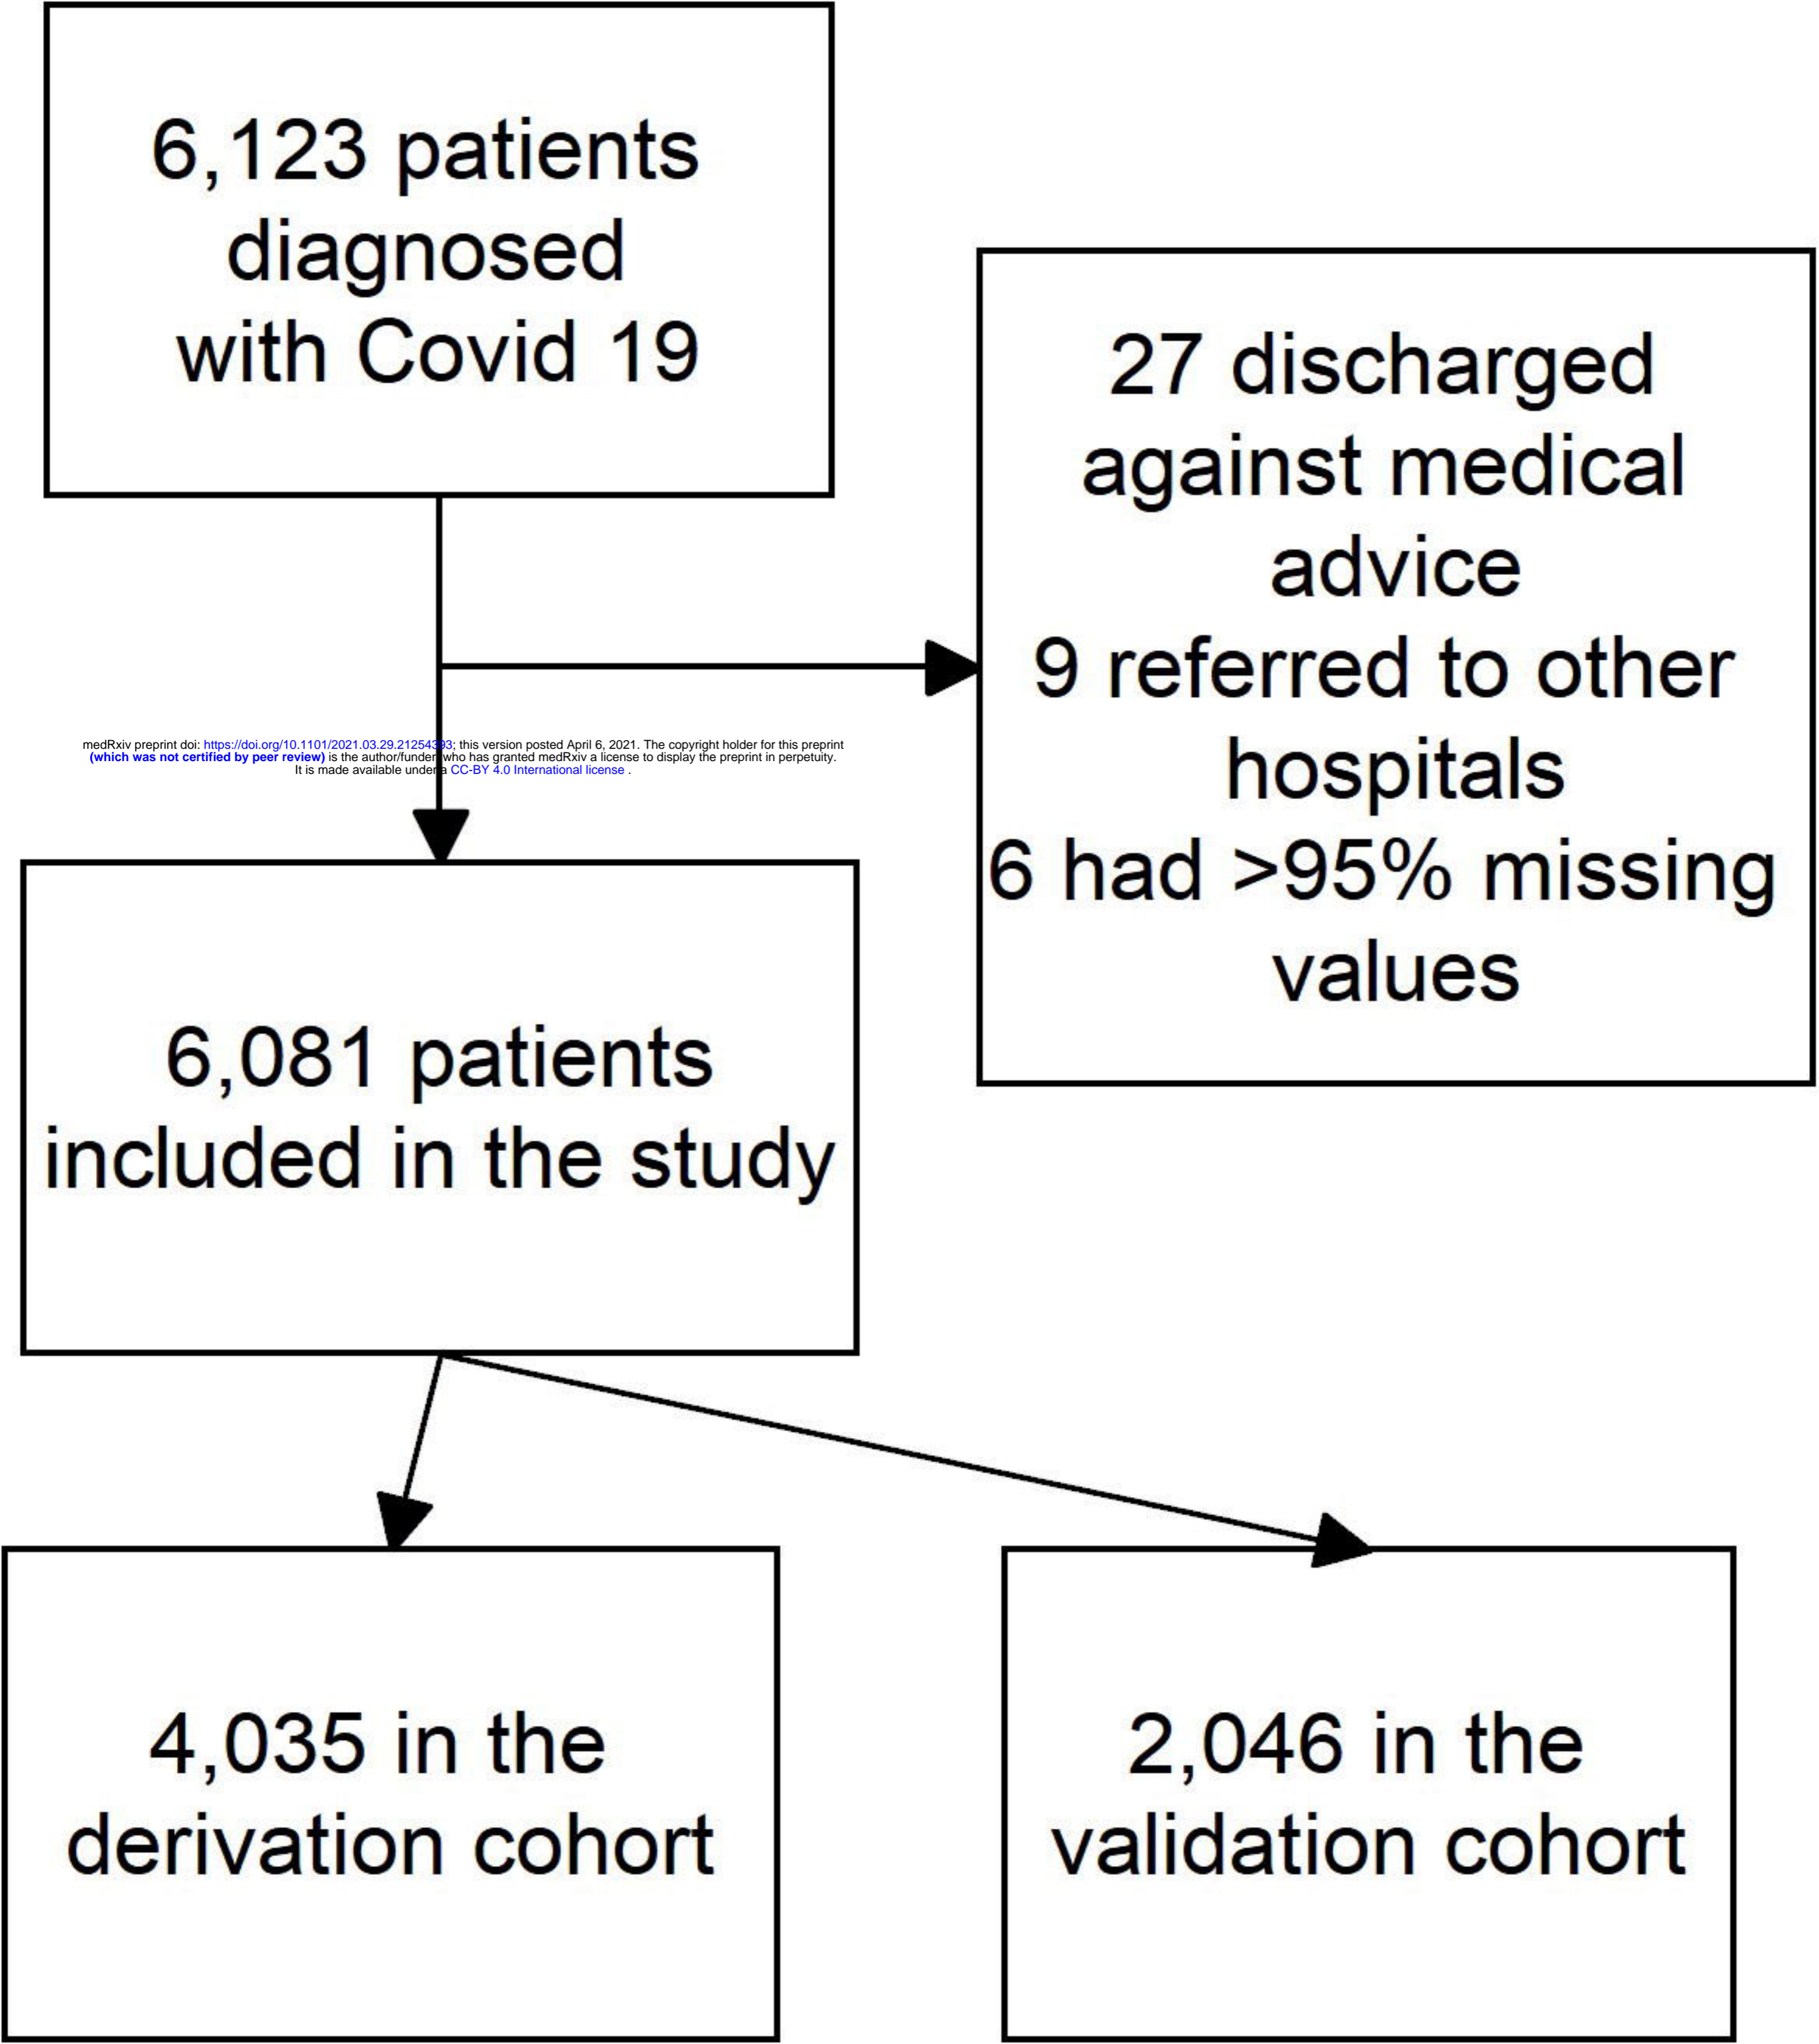 6,123 patients
diagnosed
with Covid 19
27 discharged
against medical
advice
9 referred to other
hospitals
6 had >95% missing
values
medRxiv preprint doi: https://doi.org/10.1101/2021.03.29.21254393; this version posted April 6, 2021. The copyright holder for this preprint
(which was not certified by peer review) is the author/funder, who has granted medRxiv a license to display the preprint in perpetuity.
It is made available under a CC-BY 4.0 International license .
6,081 patients
included in the study
4,035 in the
derivation cohort
2,046 in the
validation cohort